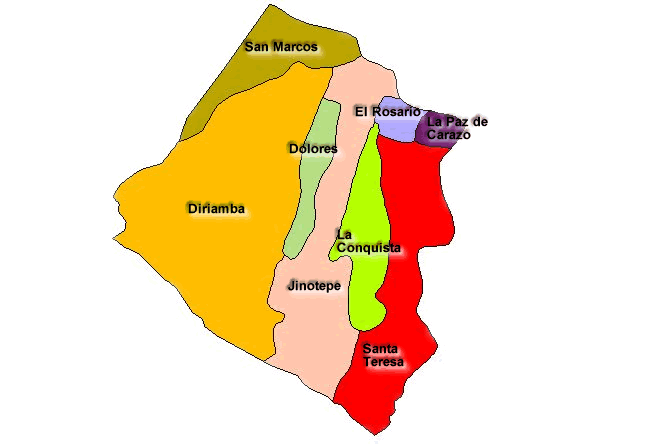 San Marcos
El Rosario
La Paz de
Carazo
Dolores
Diriamba
La
Conquista
Jinotepe
Santa
Teresa